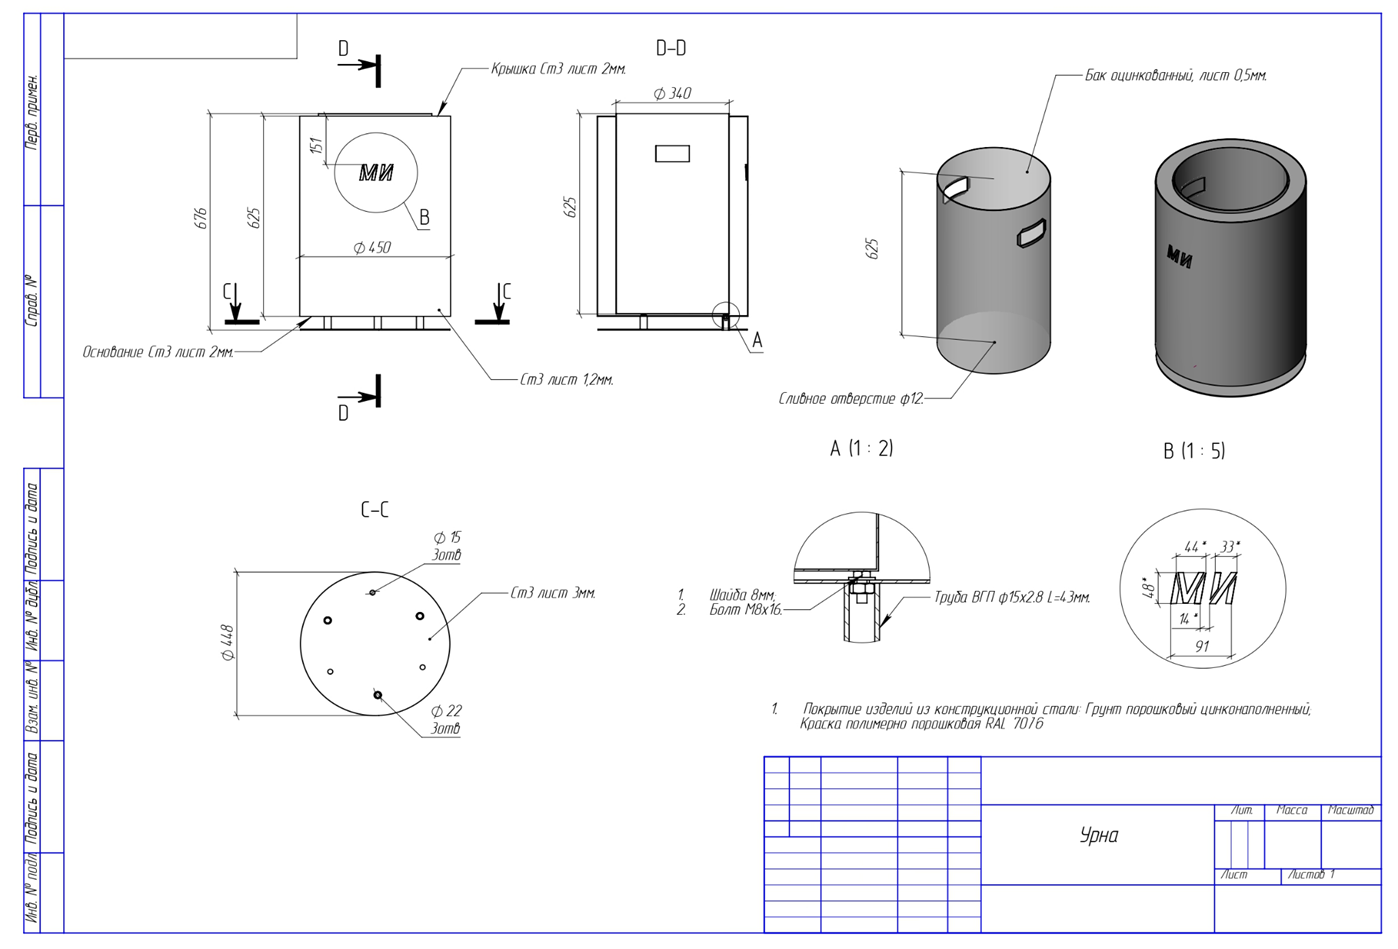 Перв. примен.
Справ. №
Подпись и дата
Инв. № дубл.
Взам. инв. №
Подпись и дата
Инв. № подл.
D
Крышка Ст3 лист 2мм.
676
625
151
МИ
B
Ф 450
C
C
Основание Ст3 лист 2мм.
Ст3 лист 1,2мм.
D
D-D
Ф 340
625
A
Бак оцинкованный, лист 0,5мм.
625
Сливное отверстие ф12.
МИ
C-C
Ф 15
3отв
Ст3 лист 3мм.
Ф 448
Ф 22
3отв
A (1 : 2)
1. Шайба 8мм;
2. Болт М8х16.
Труба ВГП ф15х2.8 L=43мм.
B (1 : 5)
44*
33*
48*
МИ
14*
91
1. Покрытие изделий из конструкционной стали: Грунт порошковый цинконаполненный,
Краска полимерно порошковая RAL 7076
Урна
Лит.
Масса
Масштаб
Лист
Листов 1